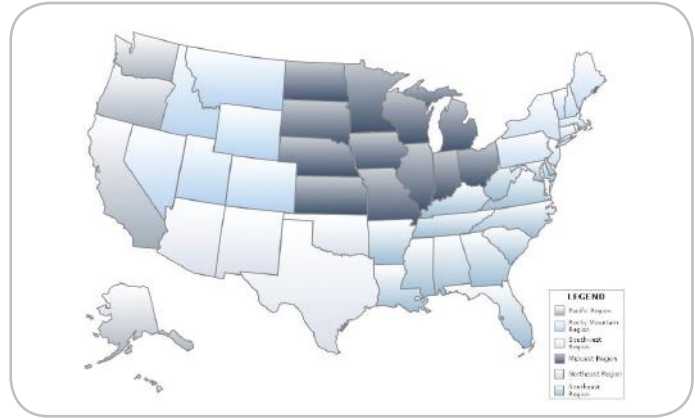 LEGEND
Pacific Region
Rocky Mountain
Region
Southwest
Region
Midwest Region
Northeast Region
Southeast
Region